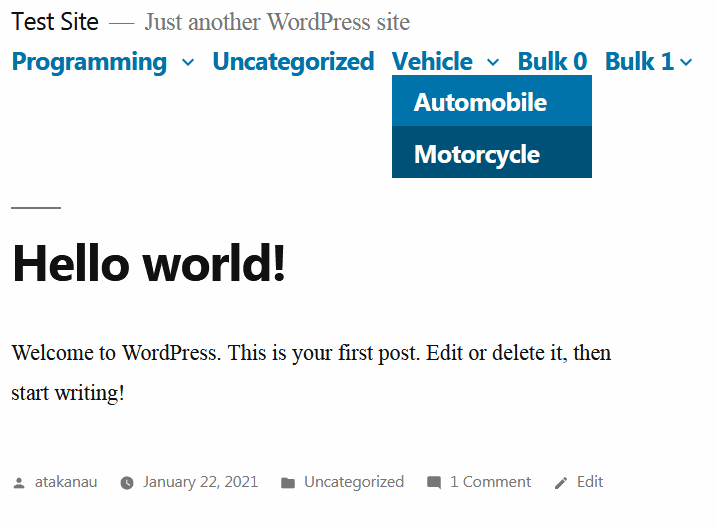 Test Site — Just another WordPress site
Programming Uncategorized Vehicle Bulk 0 Bulk 1
Automobile
Motorcycle
Hello world!
Welcome to WordPress. This is your first post. Edit or delete it, then
start writing!
atakanau January 22, 2021 Uncategorized 1 Comment Edit